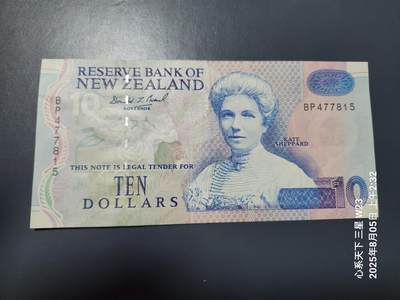 RESERVE BANK OF
NEW ZEALAND
GOVERNOR
BP477815
BP477815
KATE
SHEPPARD
THIS NOTE IS LEGAL TENDER FOR
TEN
DOLLARS
10
心系天下 三星 W23
2025年8月05日 上午2:32